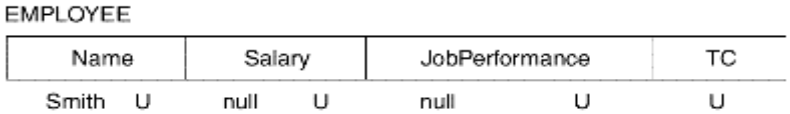 EMPLOYEE
Name Salary JobPerformance TC
Smith U null U null U U